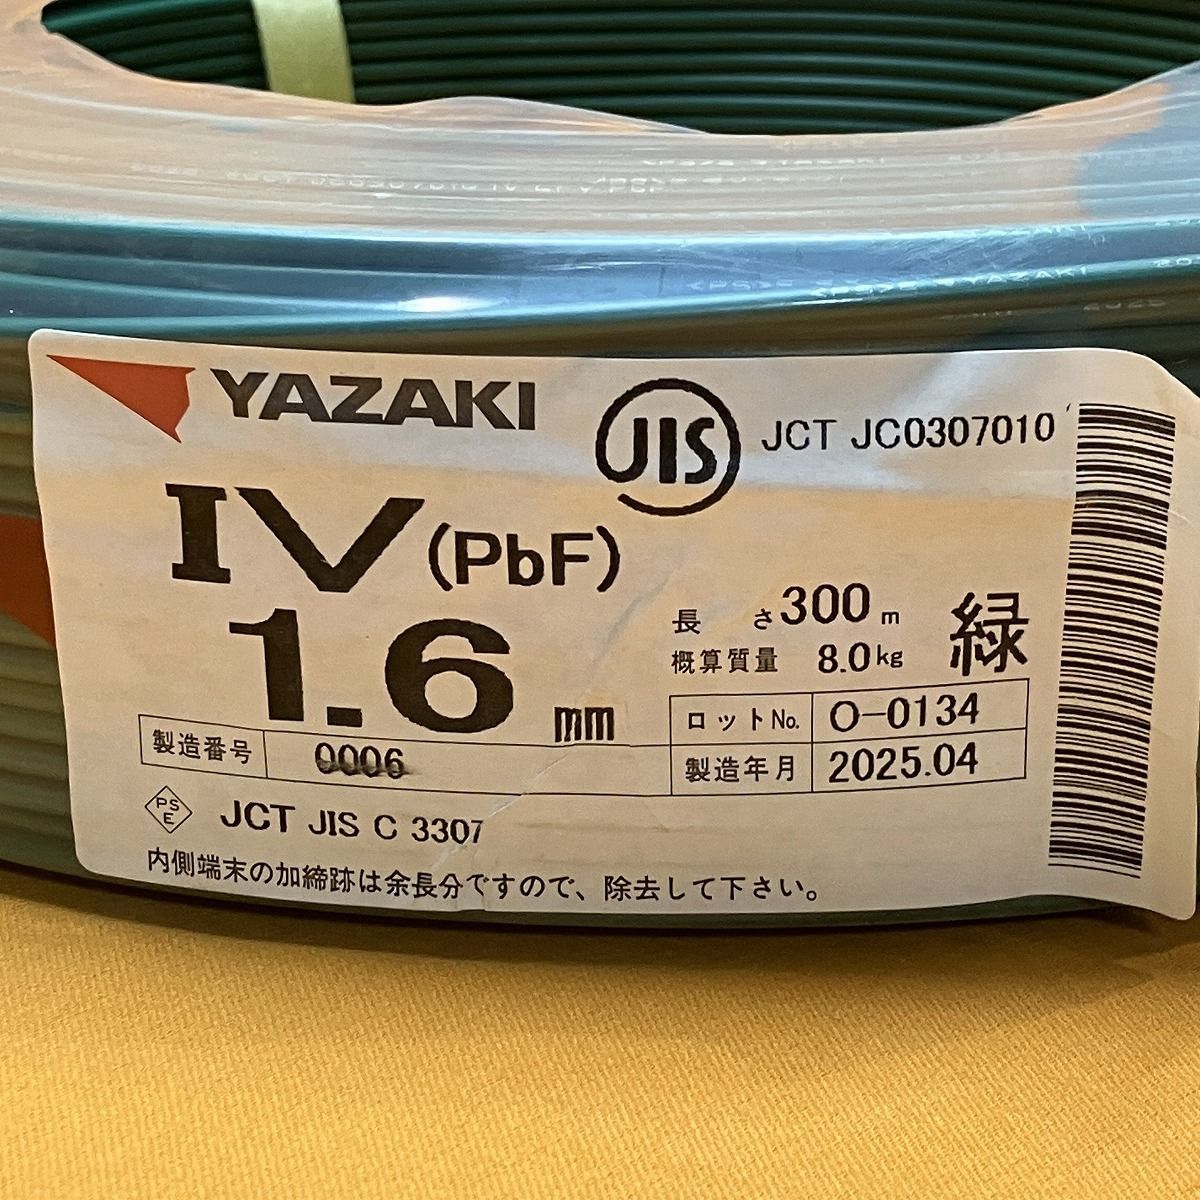 YAZAKI
JIS JCT JC0307010
IV (PbF)
1.6 mm
長さ 300 m
概算質量 8.0kg
緑
ロットNo. O-0134
製造年月 2025.04
製造番号 0006
PSE JCT JIS C 3307
内側端末の加締跡は余長分ですので、除去して下さい。
YAZAKI